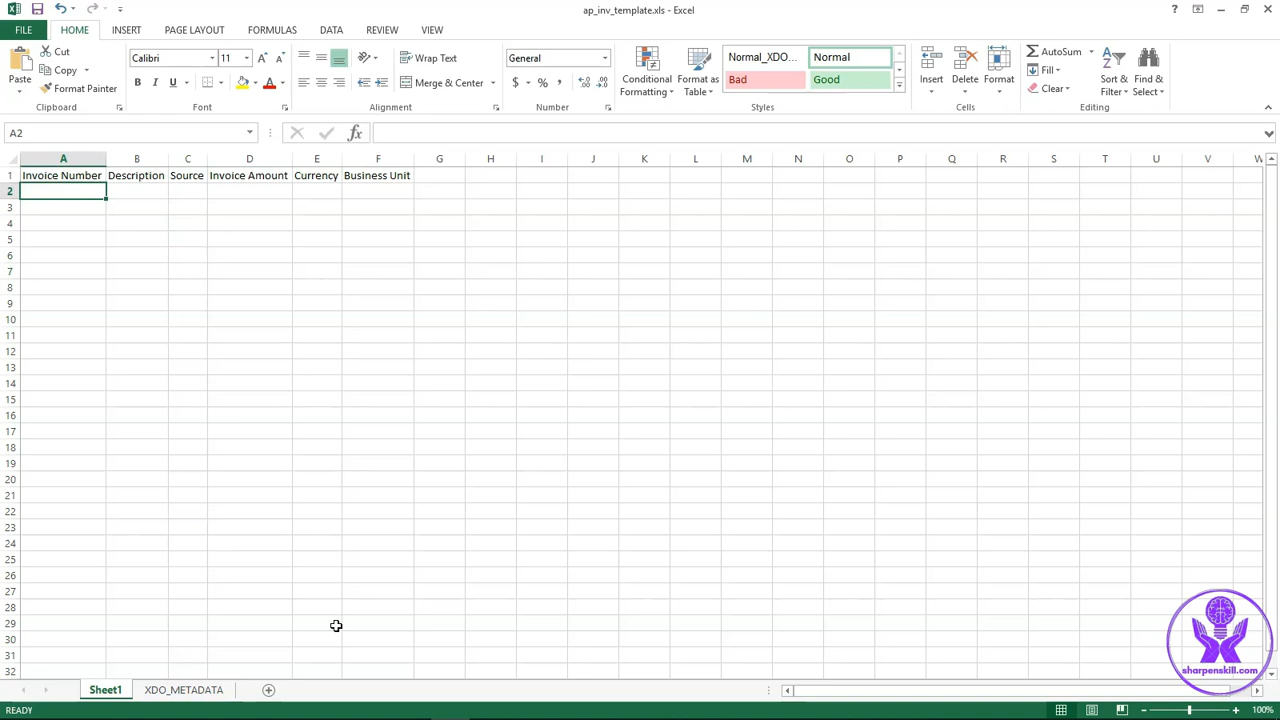 ap_inv_template.xls - Excel
FILE HOME INSERT PAGE LAYOUT FORMULAS DATA REVIEW VIEW
Paste
Cut
Copy
Format Painter
Clipboard
Calibri 11
B I U
Font
Wrap Text
Merge & Center
Alignment
General
$ % ,
Number
Conditional Formatting
Format as Table
Normal_XDO... Normal
Bad Good
Styles
Insert Delete Format
Cells
AutoSum
Fill
Clear
Sort & Filter
Find & Select
Editing
A2 fx
A B C D E F G H I J K L M N O P Q R S T U V W
1 Invoice Number Description Source Invoice Amount Currency Business Unit
2
3
4
5
6
7
8
9
10
11
12
13
14
15
16
17
18
19
20
21
22
23
24
25
26
27
28
29
30
31
32
sharpenskill.com
Sheet1 XDO_METADATA
READY 100%